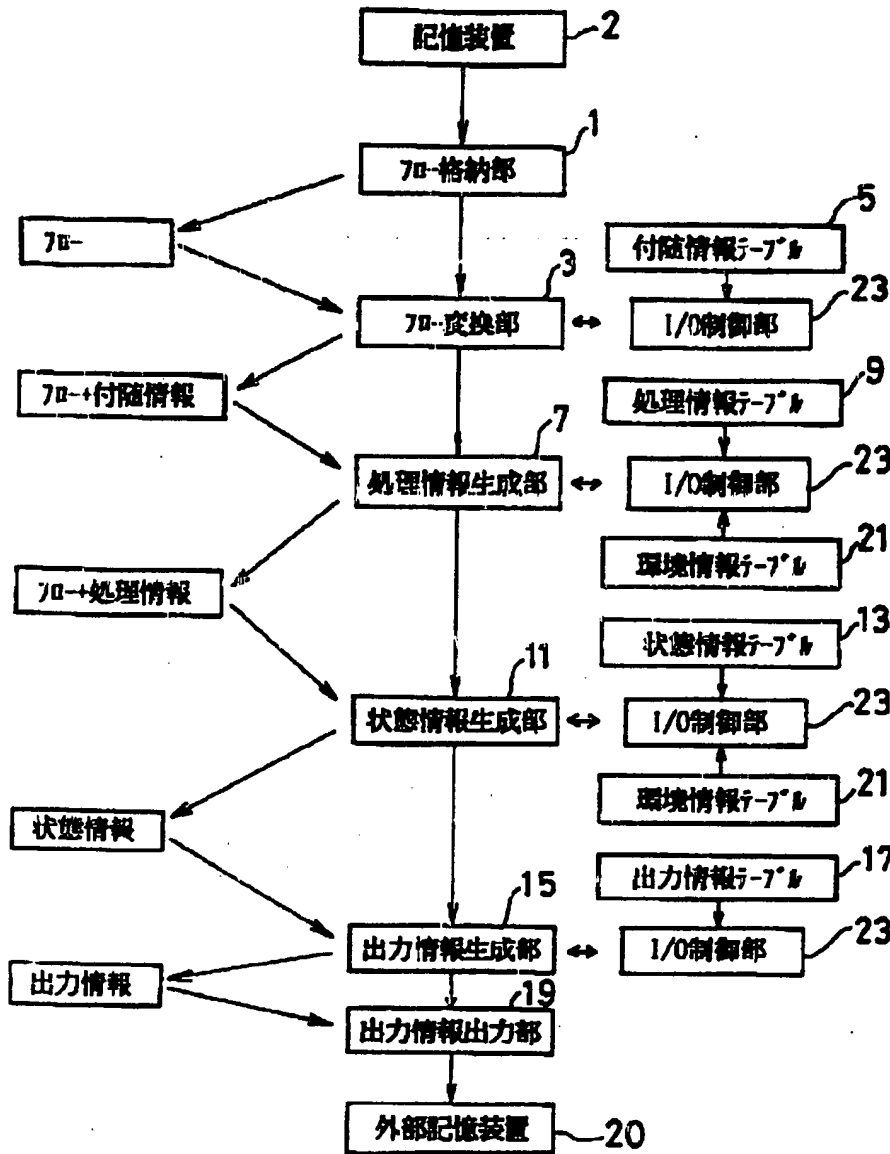 記憶装置 2
フロー格納部 1
フロー
付随情報テーブル 5
フロー変換部 3
I/O制御部 23
フロー+付随情報
処理情報テーブル 9
処理情報生成部 7
I/O制御部 23
環境情報テーブル 21
フロー+処理情報
状態情報テーブル 13
状態情報生成部 11
I/O制御部 23
環境情報テーブル 21
状態情報
出力情報テーブル 17
出力情報生成部 15
I/O制御部 23
出力情報
出力情報出力部 19
外部記憶装置 20